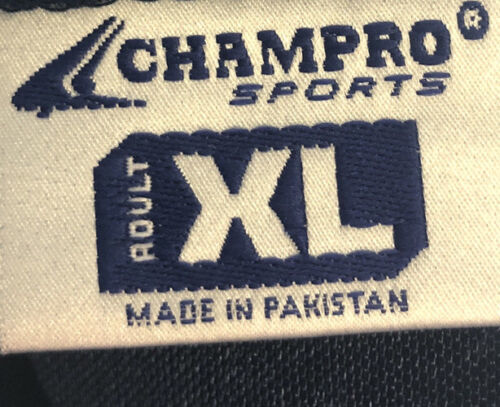 CHAMPRO®
SPORTS
ADULT
XL
MADE IN PAKISTAN